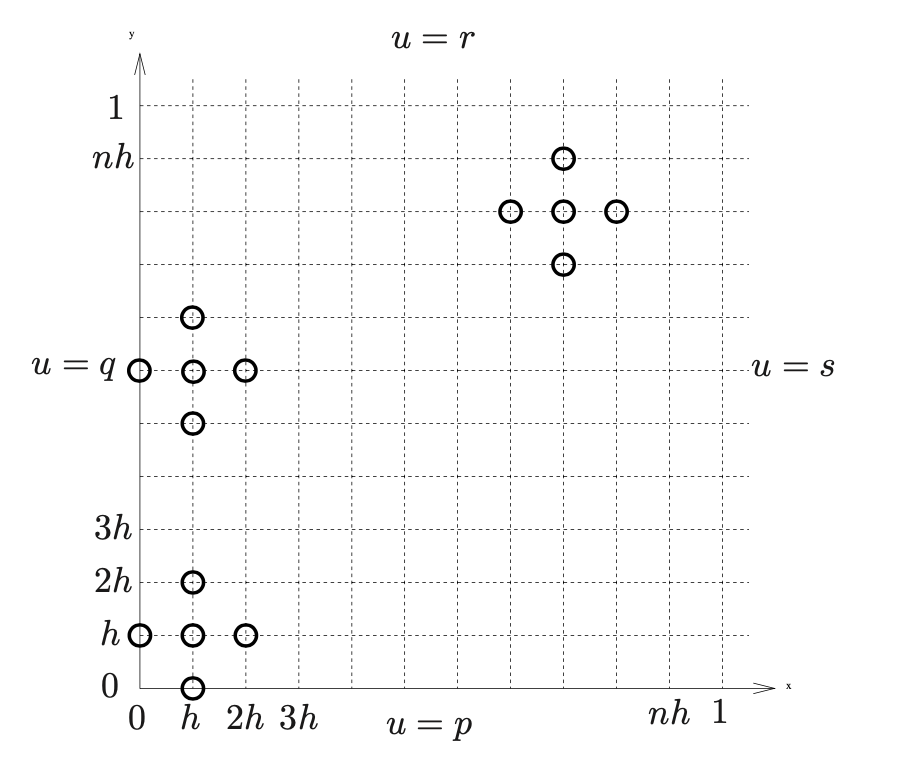 y
u = r
1
nh
u = q
u = s
3h
2h
h
0
x
0 h 2h 3h
u = p
nh 1